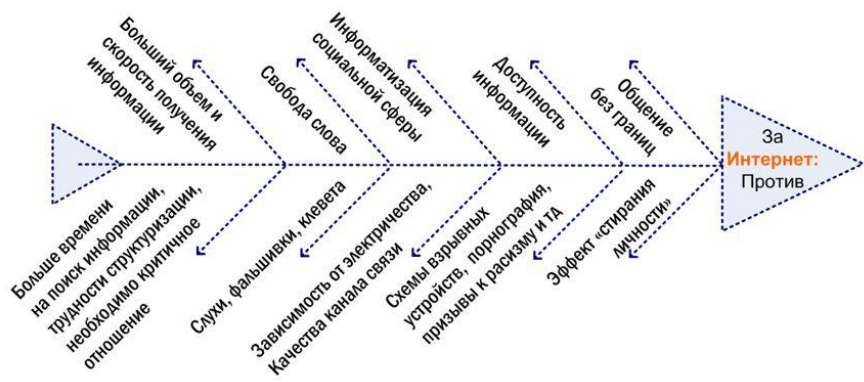 Больший объем и
скорость получения
информации
Свобода слова
Информатизация
социальной сферы
Доступность
информации
Общение
без границ
За
Интернет:
Против
Больше времени
на поиск информации,
трудности структуризации,
необходимо критичное
отношение
Слухи, фальшивки, клевета
Зависимость от электричества,
Качества канала связи
Схемы взрывных
устройств, порнография,
призывы к расизму и тд
Эффект «стирания
личности»